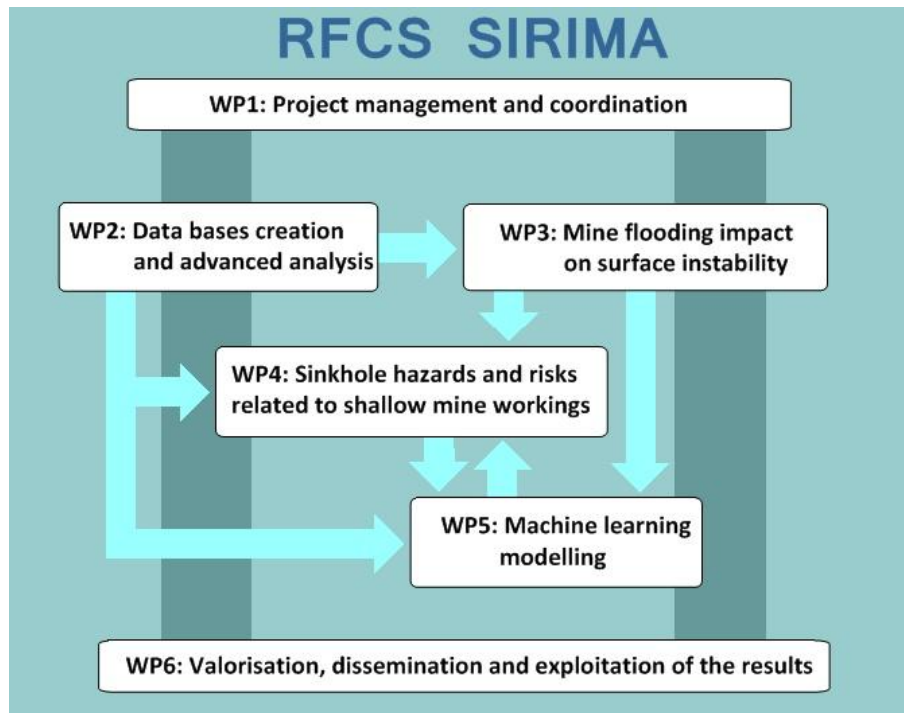 RFCS SIRIMA
WP1: Project management and coordination
WP2: Data bases creation
and advanced analysis
WP3: Mine flooding impact
on surface instability
WP4: Sinkhole hazards and risks
related to shallow mine workings
WP5: Machine learning
modelling
WP6: Valorisation, dissemination and exploitation of the results